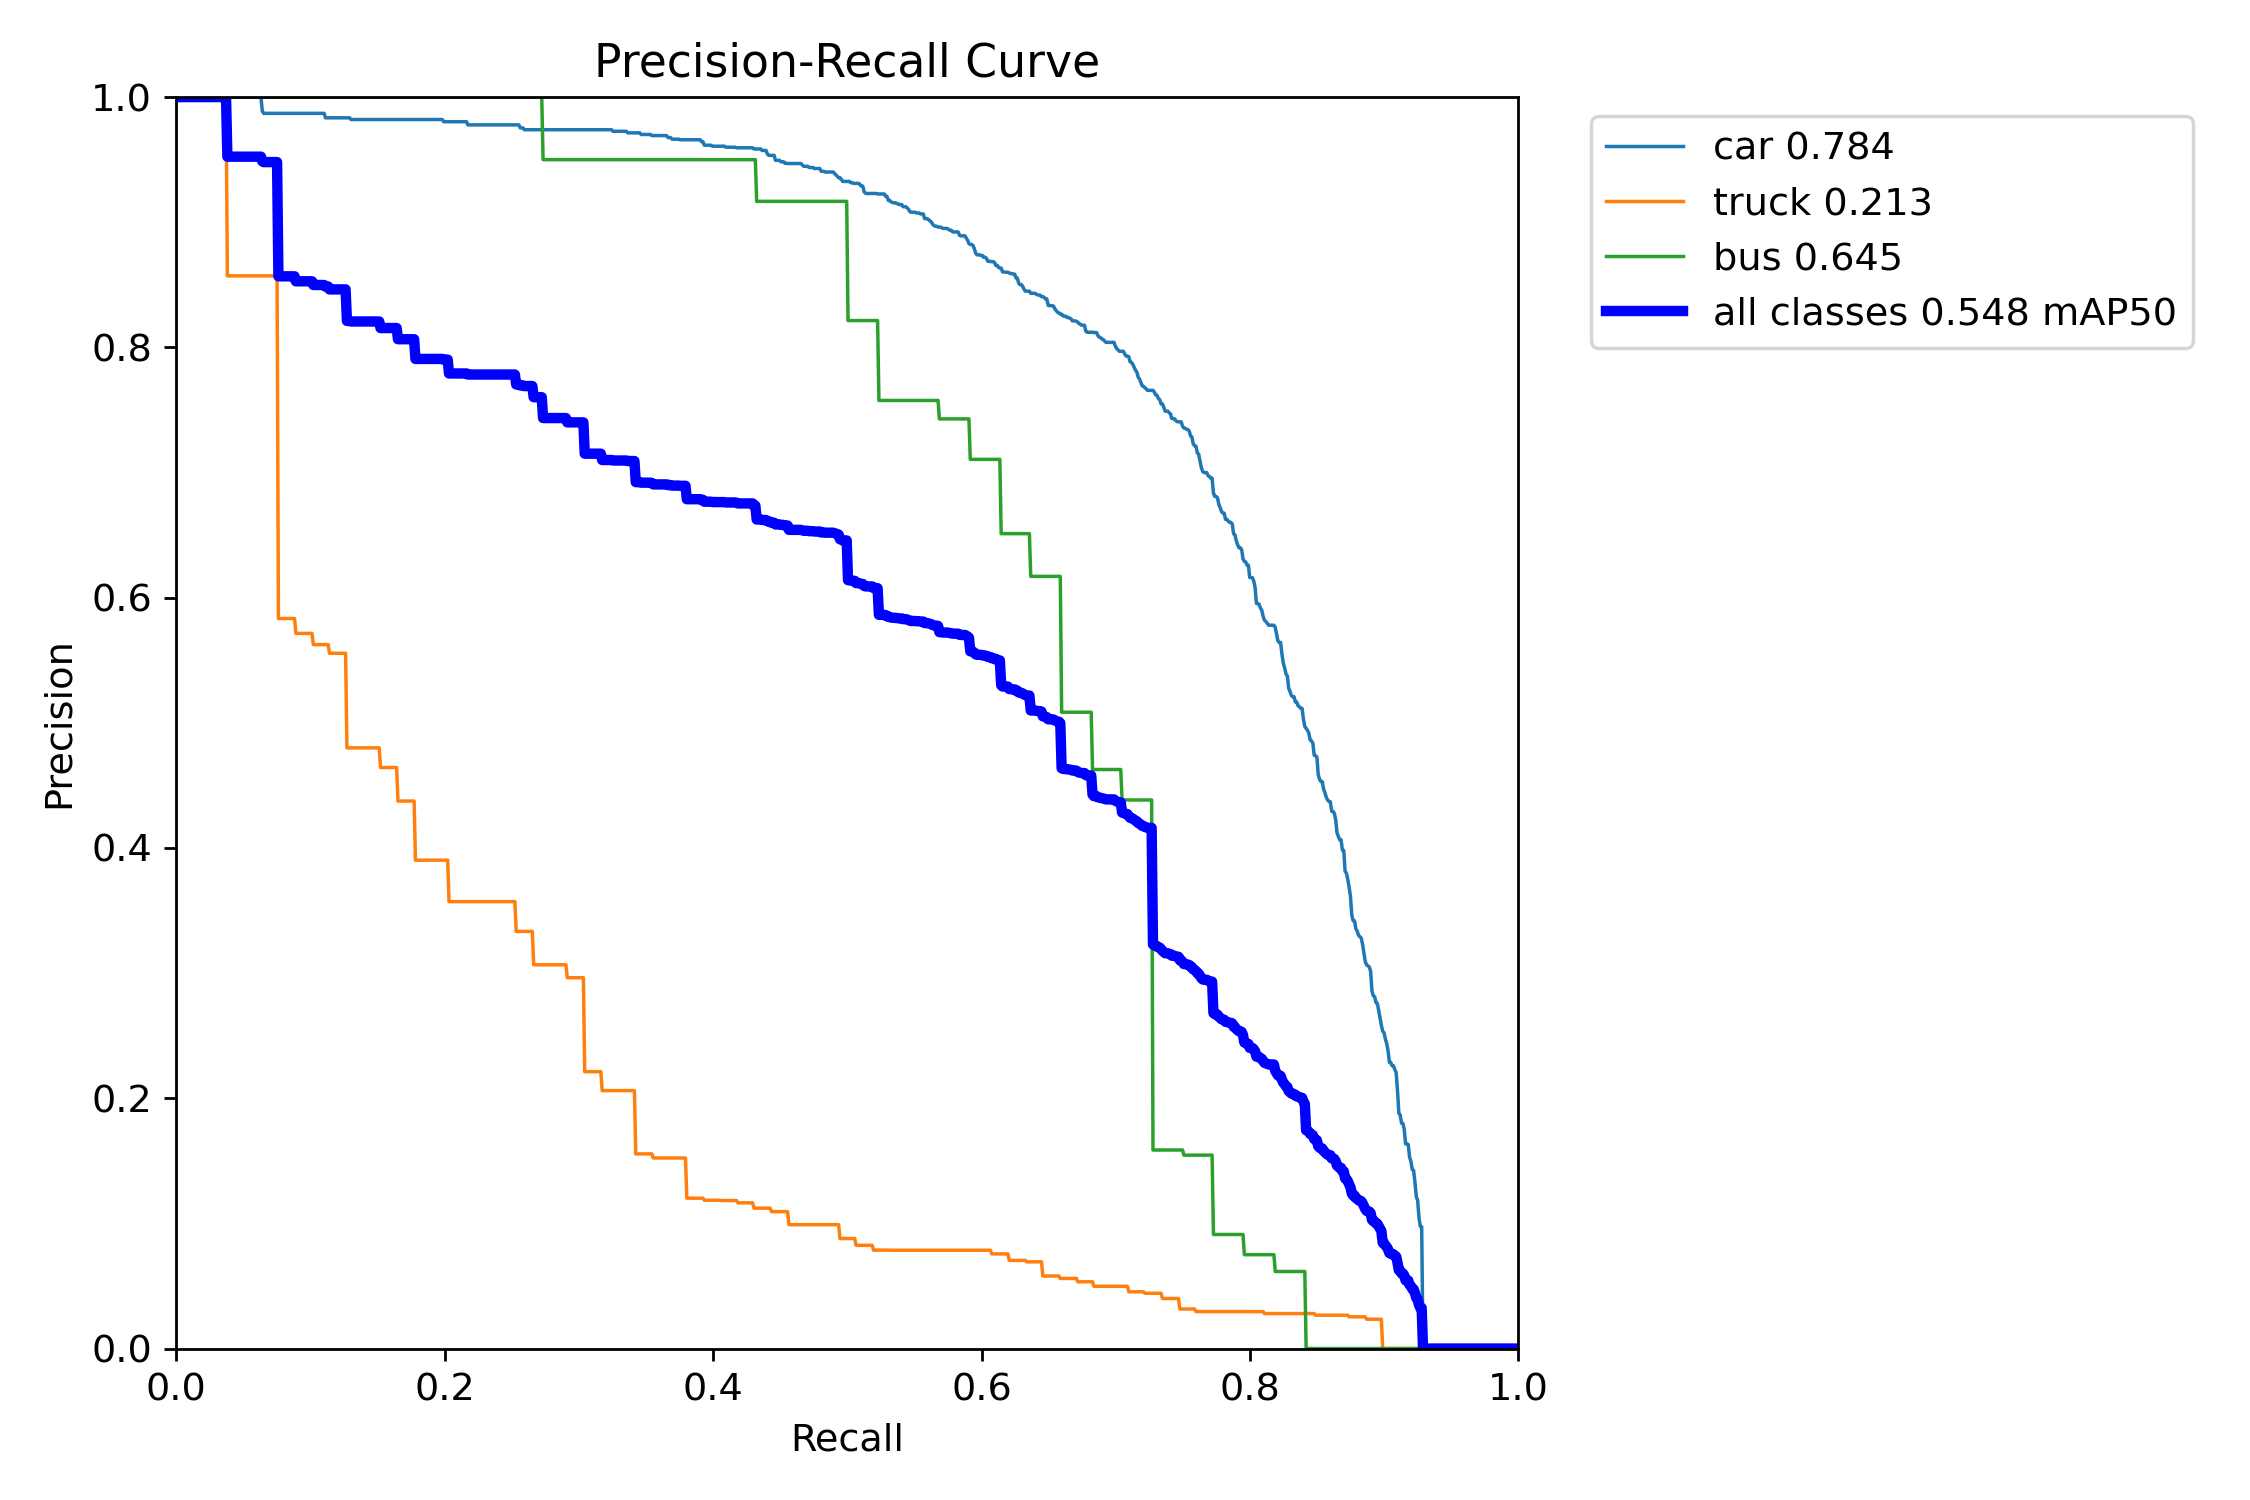 Precision-Recall Curve
1.0
0.8
0.6
0.4
0.2
0.0
Precision
0.0 0.2 0.4 0.6 0.8 1.0
Recall
car 0.784
truck 0.213
bus 0.645
all classes 0.548 mAP50